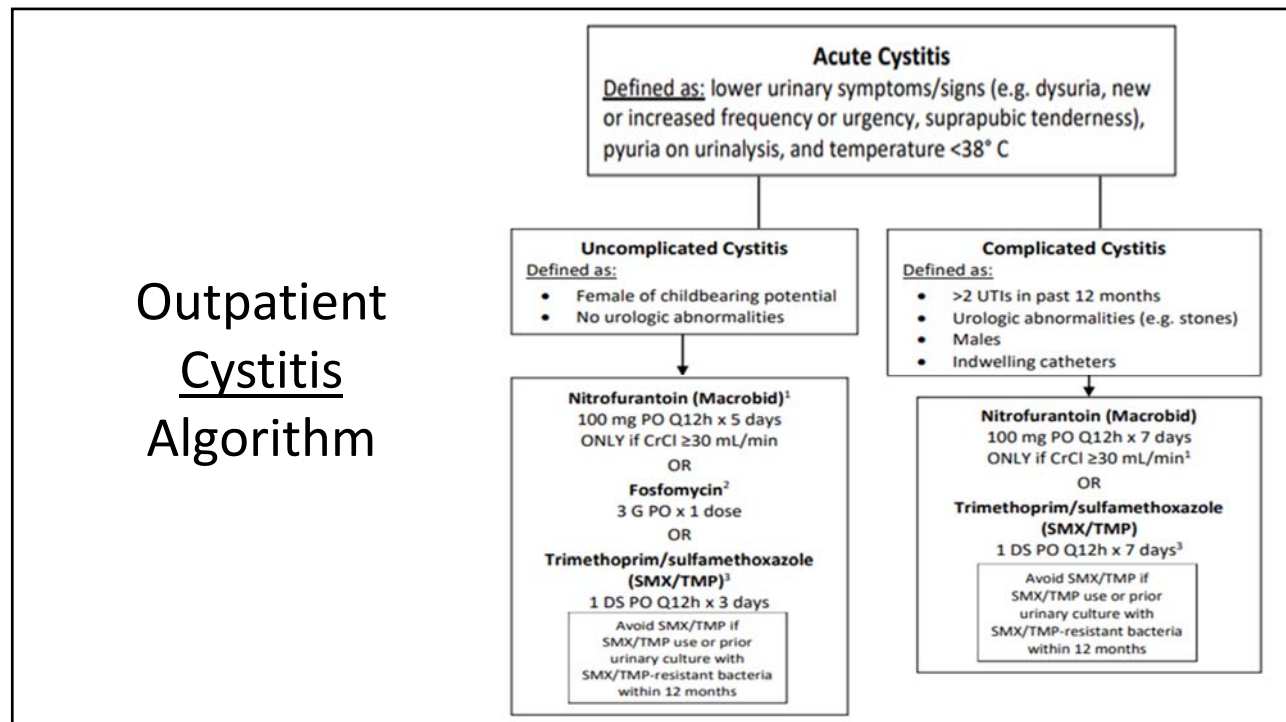 Outpatient
Cystitis
Algorithm
Acute Cystitis
Defined as: lower urinary symptoms/signs (e.g. dysuria, new
or increased frequency or urgency, suprapubic tenderness),
pyuria on urinalysis, and temperature <38° C
Uncomplicated Cystitis
Defined as:
• Female of childbearing potential
• No urologic abnormalities
Nitrofurantoin (Macrobid)¹
100 mg PO Q12h x 5 days
ONLY if CrCl ≥30 mL/min
OR
Fosfomycin²
3 G PO x 1 dose
OR
Trimethoprim/sulfamethoxazole
(SMX/TMP)³
1 DS PO Q12h x 3 days
Avoid SMX/TMP if
SMX/TMP use or prior
urinary culture with
SMX/TMP-resistant bacteria
within 12 months
Complicated Cystitis
Defined as:
• >2 UTIs in past 12 months
• Urologic abnormalities (e.g. stones)
• Males
• Indwelling catheters
Nitrofurantoin (Macrobid)
100 mg PO Q12h x 7 days
ONLY if CrCl ≥30 mL/min¹
OR
Trimethoprim/sulfamethoxazole
(SMX/TMP)
1 DS PO Q12h x 7 days³
Avoid SMX/TMP if
SMX/TMP use or prior
urinary culture with
SMX/TMP-resistant bacteria
within 12 months